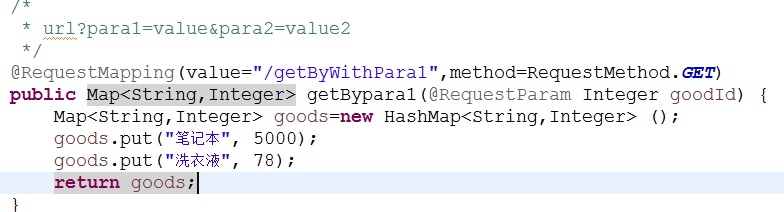 /*
 * url?para1=value&para2=value2
 */
@RequestMapping(value="/getByWithPara1",method=RequestMethod.GET)
public Map<String,Integer> getBypara1(@RequestParam Integer goodId) {
    Map<String,Integer> goods=new HashMap<String,Integer> ();
    goods.put("笔记本", 5000);
    goods.put("洗衣液", 78);
    return goods;
}